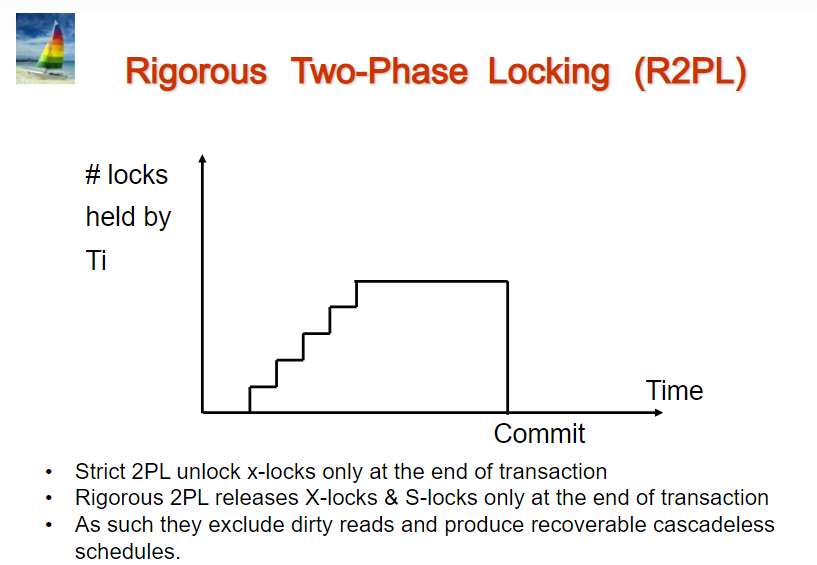 Rigorous Two-Phase Locking (R2PL)
# locks
held by
Ti
Time
Commit
• Strict 2PL unlock x-locks only at the end of transaction
• Rigorous 2PL releases X-locks & S-locks only at the end of transaction
• As such they exclude dirty reads and produce recoverable cascadeless
schedules.